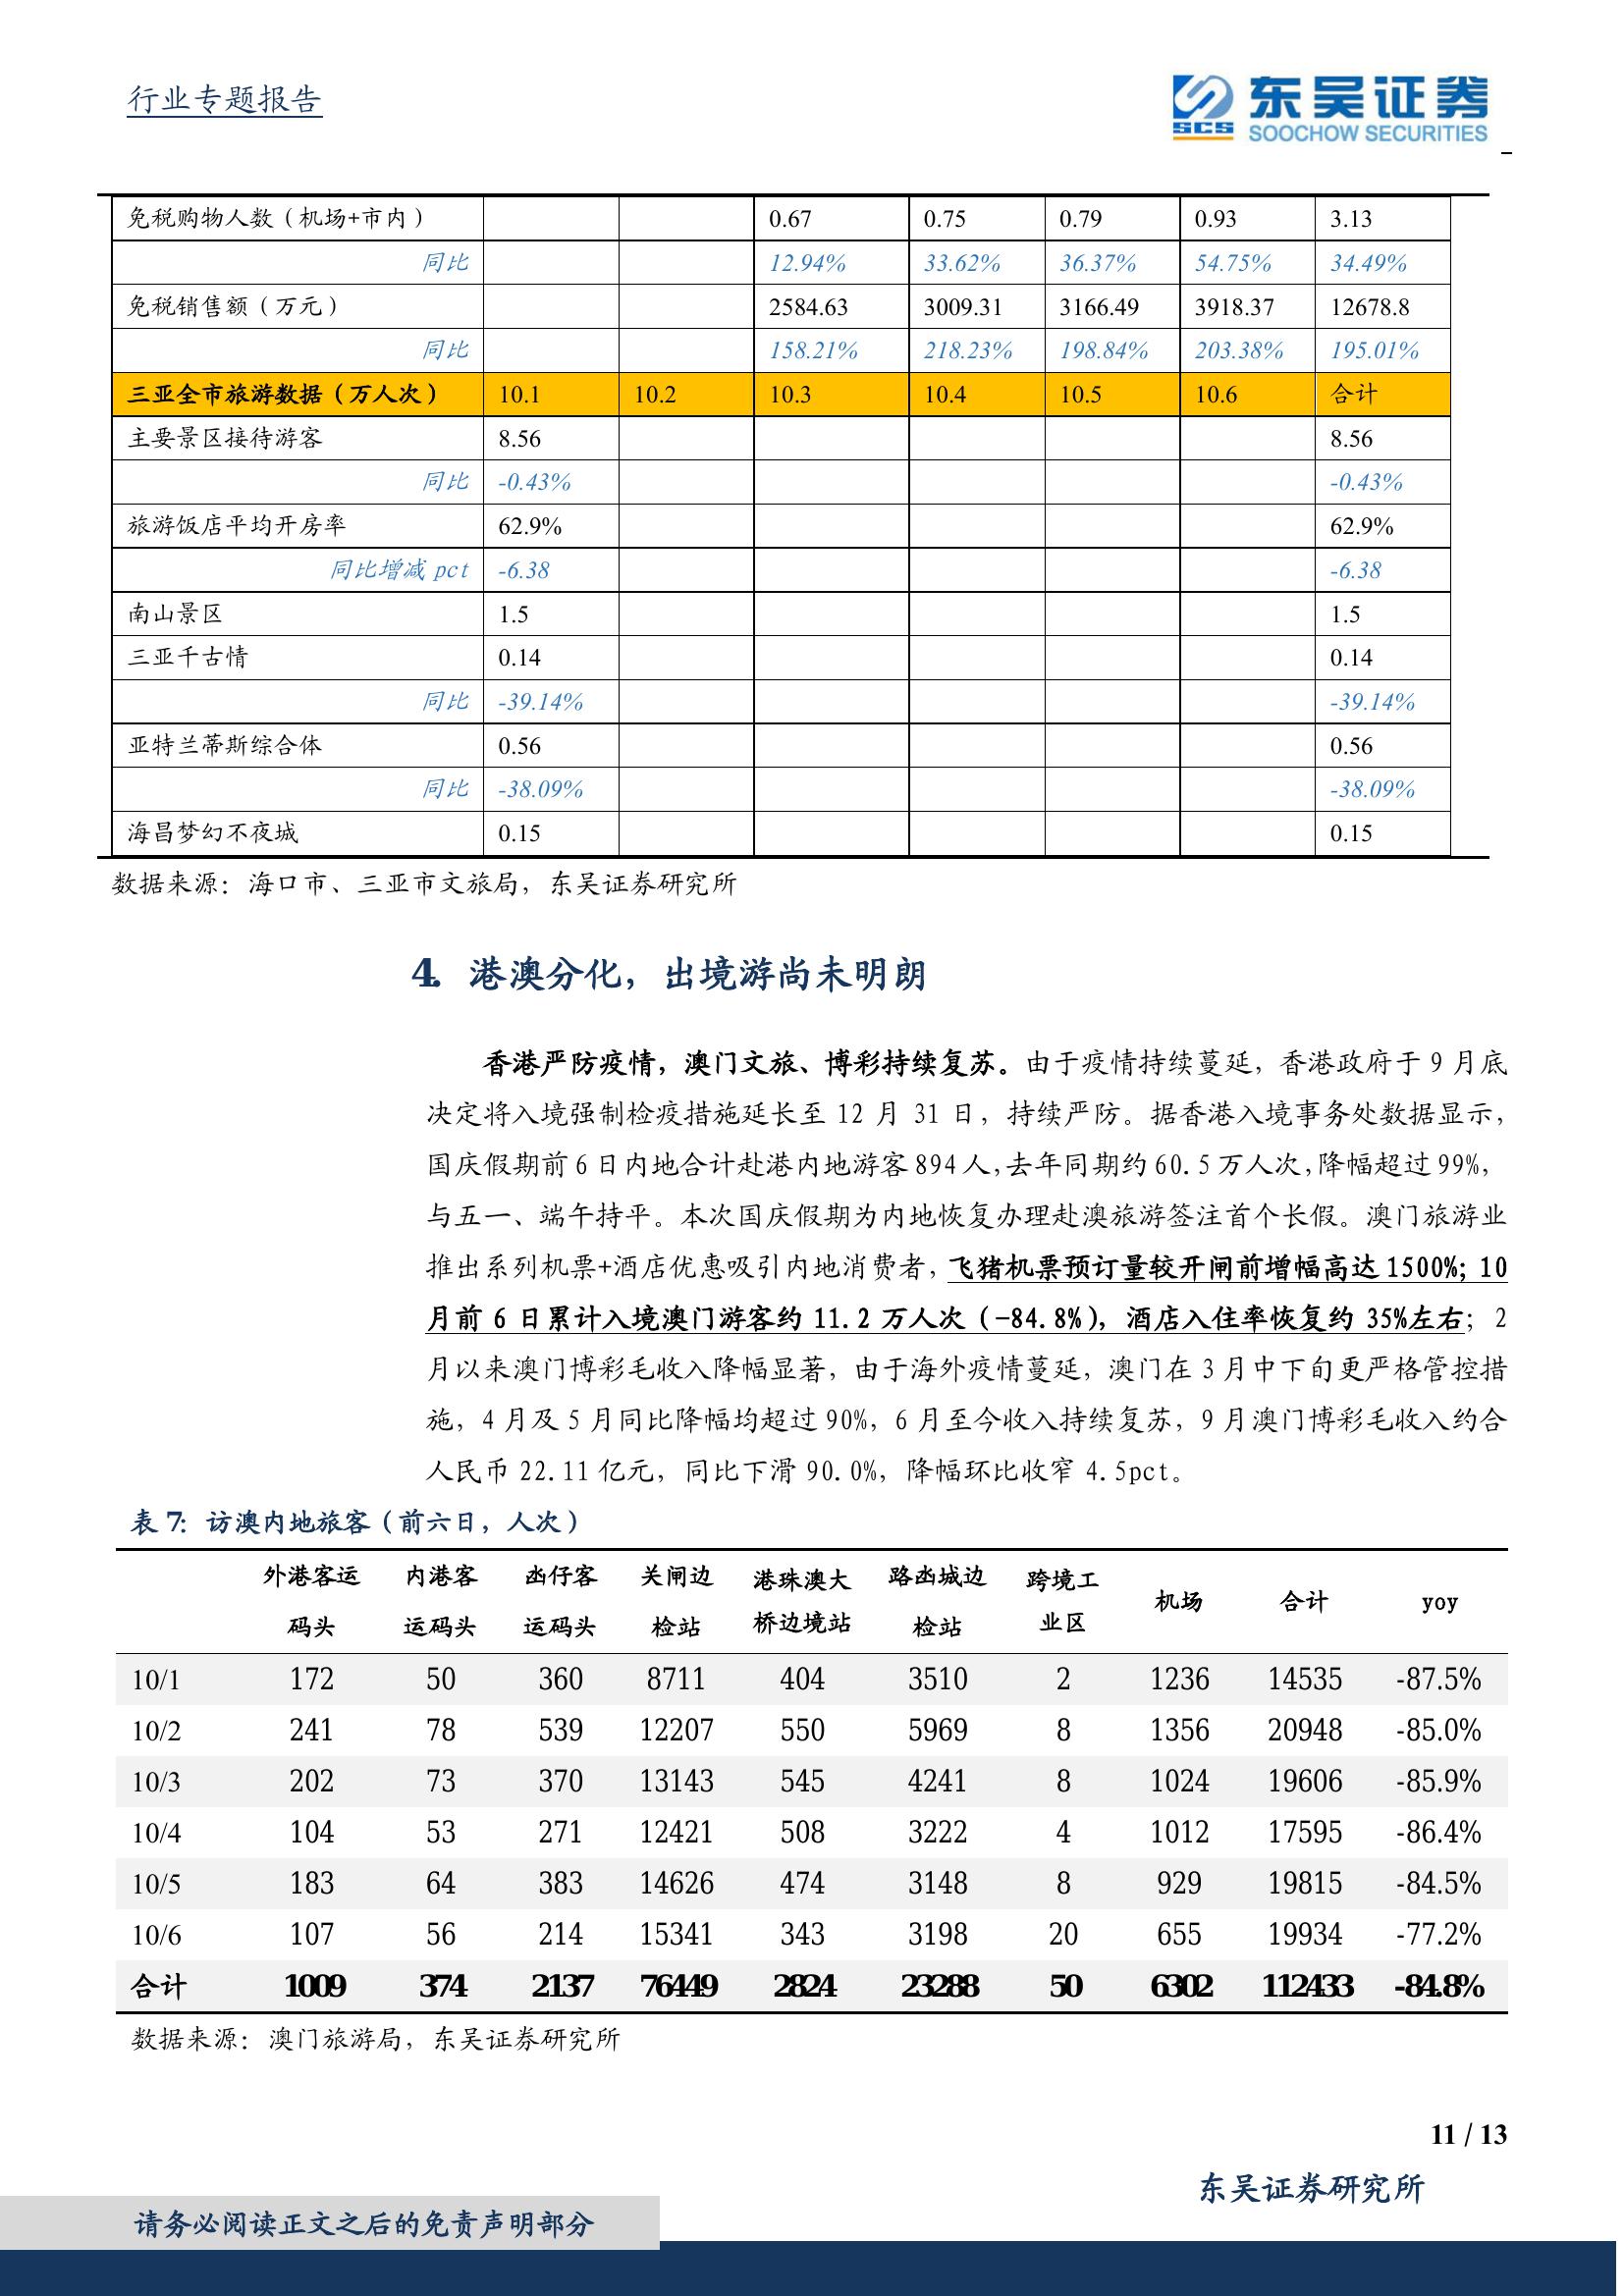 行业专题报告
SCS
东吴证券
SOOCHOW SECURITIES
免税购物人数（机场+市内） 0.67 0.75 0.79 0.93 3.13
同比 12.94% 33.62% 36.37% 54.75% 34.49%
免税销售额（万元） 2584.63 3009.31 3166.49 3918.37 12678.8
同比 158.21% 218.23% 198.84% 203.38% 195.01%
三亚全市旅游数据（万人次） 10.1 10.2 10.3 10.4 10.5 10.6 合计
主要景区接待游客 8.56 8.56
同比 -0.43% -0.43%
旅游饭店平均开房率 62.9% 62.9%
同比增减 pct -6.38 -6.38
南山景区 1.5 1.5
三亚千古情 0.14 0.14
同比 -39.14% -39.14%
亚特兰蒂斯综合体 0.56 0.56
同比 -38.09% -38.09%
海昌梦幻不夜城 0.15 0.15
数据来源：海口市、三亚市文旅局，东吴证券研究所
4. 港澳分化，出境游尚未明朗
香港严防疫情，澳门文旅、博彩持续复苏。由于疫情持续蔓延，香港政府于 9 月底
决定将入境强制检疫措施延长至 12 月 31 日，持续严防。据香港入境事务处数据显示，
国庆假期前 6 日内地合计赴港内地游客 894 人，去年同期约 60.5 万人次，降幅超过 99%，
与五一、端午持平。本次国庆假期为内地恢复办理赴澳旅游签注首个长假。澳门旅游业
推出系列机票+酒店优惠吸引内地消费者，飞猪机票预订量较开闸前增幅高达 1500%；10
月前 6 日累计入境澳门游客约 11.2 万人次（-84.8%），酒店入住率恢复约 35%左右；2
月以来澳门博彩毛收入降幅显著，由于海外疫情蔓延，澳门在 3 月中下旬更严格管控措
施，4 月及 5 月同比降幅均超过 90%，6 月至今收入持续复苏，9 月澳门博彩毛收入约合
人民币 22.11 亿元，同比下滑 90.0%，降幅环比收窄 4.5pct。
表 7：访澳内地旅客（前六日，人次）
外港客运 内港客 函仔客 关闸边 港珠澳大 路函城边 跨境工 机场 合计 yoy
码头 运码头 运码头 检站 桥边境站 检站 业区
10/1 172 50 360 8711 404 3510 2 1236 14535 -87.5%
10/2 241 78 539 12207 550 5969 8 1356 20948 -85.0%
10/3 202 73 370 13143 545 4241 8 1024 19606 -85.9%
10/4 104 53 271 12421 508 3222 4 1012 17595 -86.4%
10/5 183 64 383 14626 474 3148 8 929 19815 -84.5%
10/6 107 56 214 15341 343 3198 20 655 19934 -77.2%
合计 1009 374 2137 76449 2824 23288 50 6302 112433 -84.8%
数据来源：澳门旅游局，东吴证券研究所
11 / 13
东吴证券研究所
请务必阅读正文之后的免责声明部分